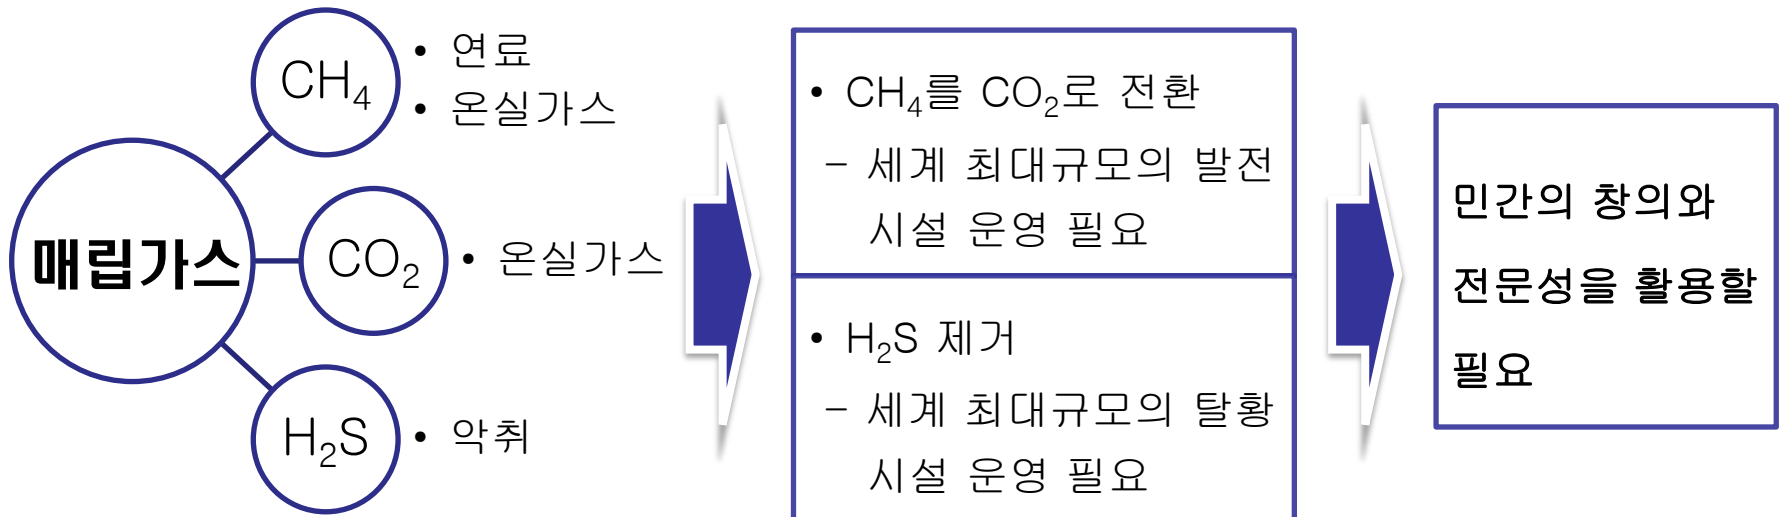 매립가스
CH₄
• 연료
• 온실가스
CO₂
• 온실가스
H₂S
• 악취
• CH₄를 CO₂로 전환
– 세계 최대규모의 발전
시설 운영 필요
• H₂S 제거
– 세계 최대규모의 탈황
시설 운영 필요
민간의 창의와
전문성을 활용할
필요